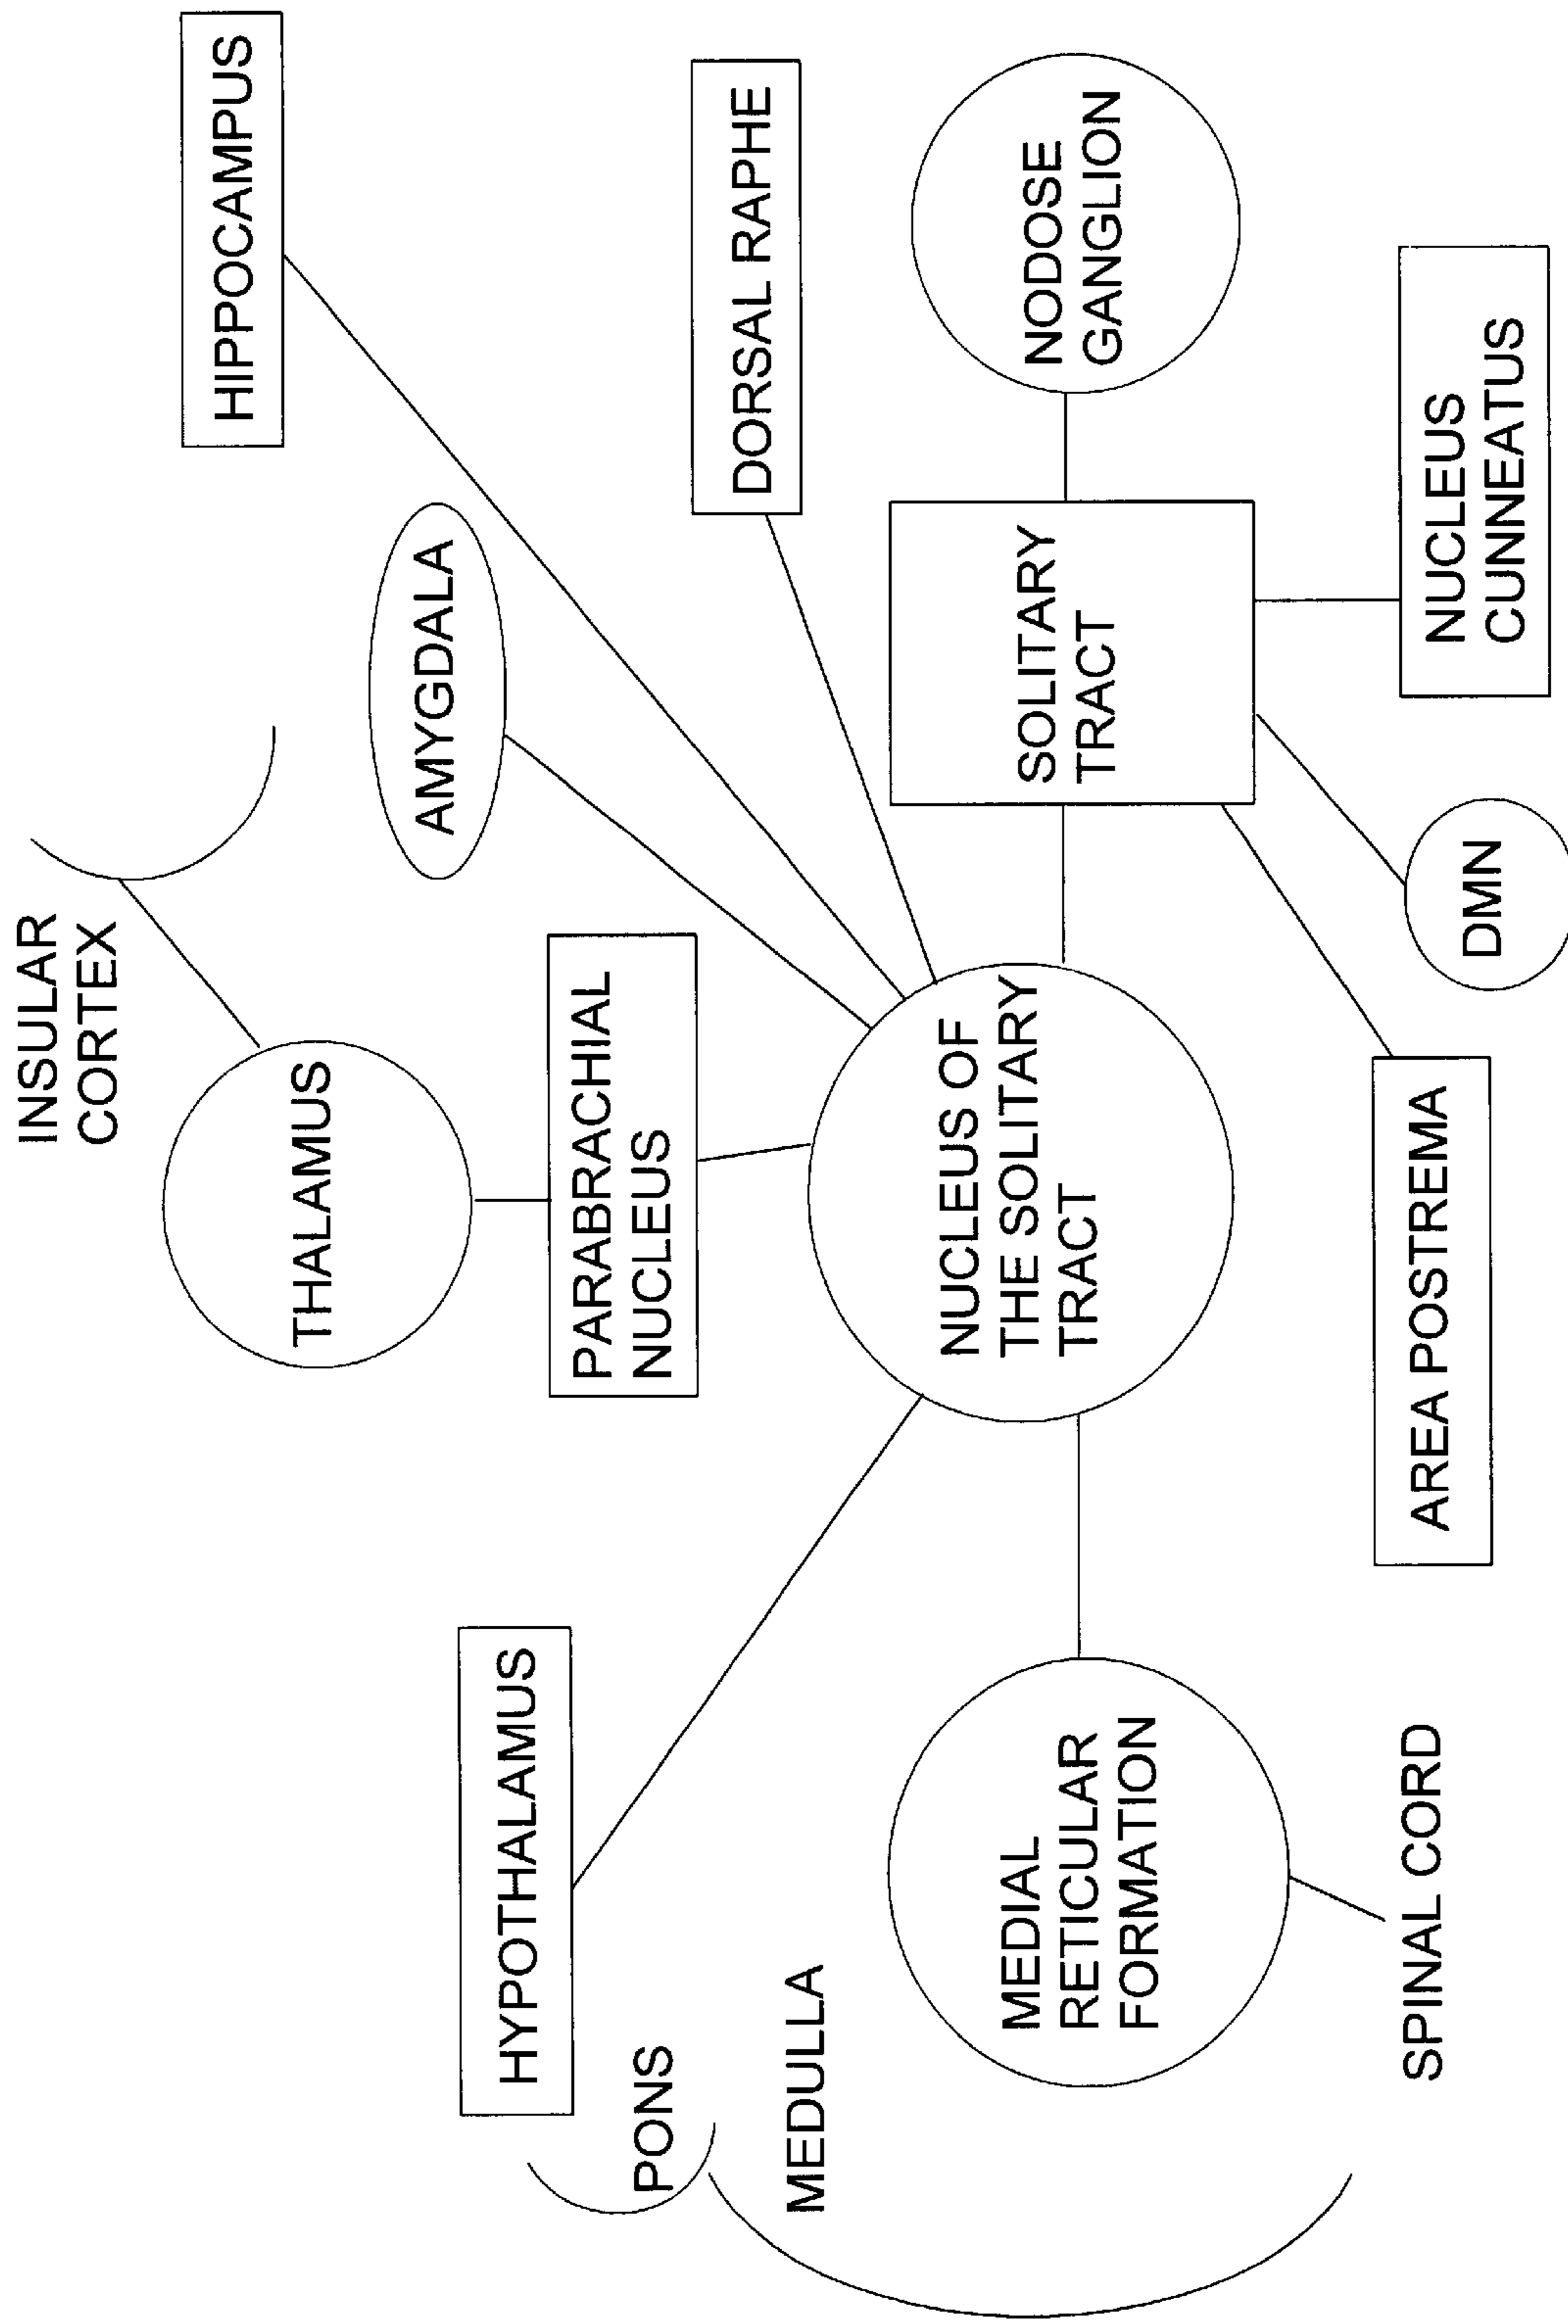 INSULAR
CORTEX
HIPPOCAMPUS
THALAMUS
AMYGDALA
HYPOTHALAMUS
PARABRACHIAL
NUCLEUS
PONS
DORSAL RAPHE
MEDULLA
NUCLEUS OF
THE SOLITARY
TRACT
SOLITARY
TRACT
NODOSE
GANGLION
MEDIAL
RETICULAR
FORMATION
SPINAL CORD
AREA POSTREMA
DMN
NUCLEUS
CUNNEATUS